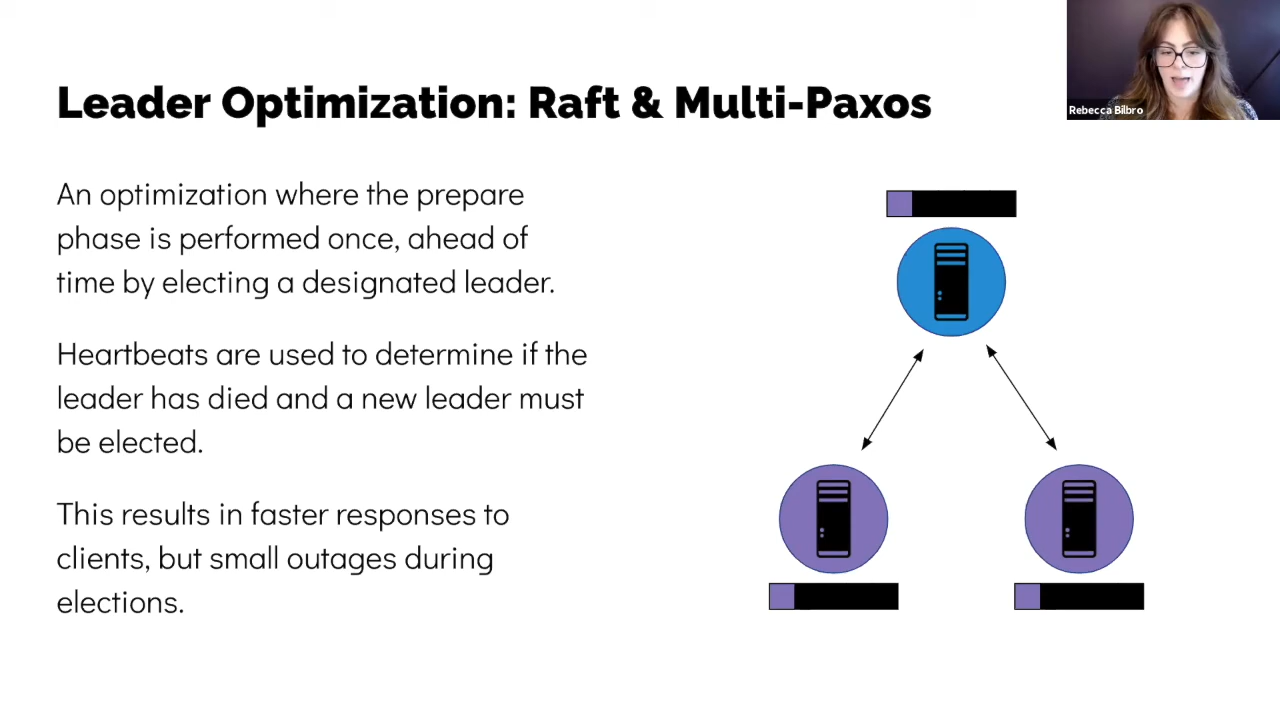 Leader Optimization: Raft & Multi-Paxos
Rebecca Bilbro
An optimization where the prepare
phase is performed once, ahead of
time by electing a designated leader.
Heartbeats are used to determine if the
leader has died and a new leader must
be elected.
This results in faster responses to
clients, but small outages during
elections.